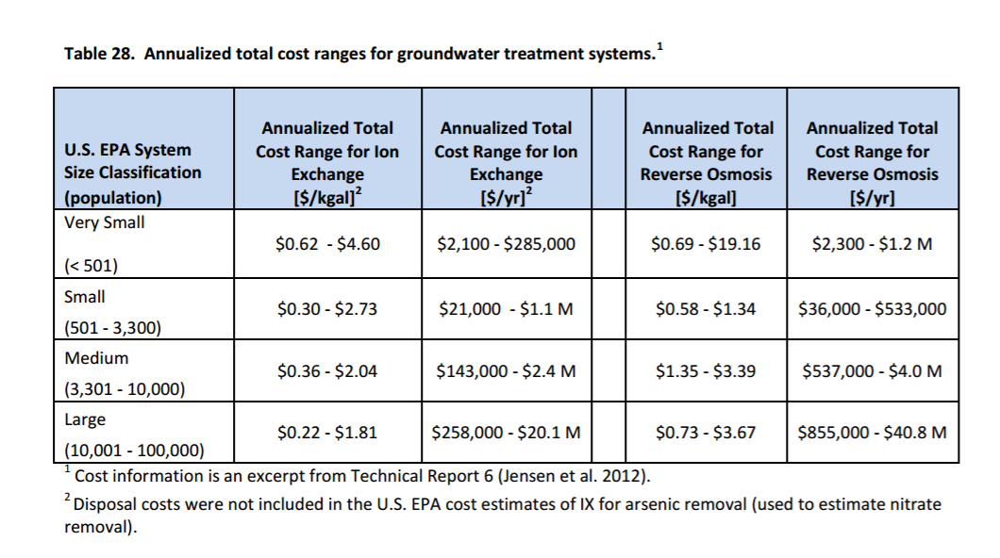 Table 28. Annualized total cost ranges for groundwater treatment systems.1
U.S. EPA System
Size Classification
(population)
Annualized Total
Cost Range for Ion
Exchange
[$/kgal]2
Annualized Total
Cost Range for Ion
Exchange
[$/yr]2
Annualized Total
Cost Range for
Reverse Osmosis
[$/kgal]
Annualized Total
Cost Range for
Reverse Osmosis
[$/yr]
Very Small
(< 501)
$0.62 - $4.60
$2,100 - $285,000
$0.69 - $19.16
$2,300 - $1.2 M
Small
(501 - 3,300)
$0.30 - $2.73
$21,000 - $1.1 M
$0.58 - $1.34
$36,000 - $533,000
Medium
(3,301 - 10,000)
$0.36 - $2.04
$143,000 - $2.4 M
$1.35 - $3.39
$537,000 - $4.0 M
Large
(10,001 - 100,000)
$0.22 - $1.81
$258,000 - $20.1 M
$0.73 - $3.67
$855,000 - $40.8 M
1 Cost information is an excerpt from Technical Report 6 (Jensen et al. 2012).
2 Disposal costs were not included in the U.S. EPA cost estimates of IX for arsenic removal (used to estimate nitrate
removal).